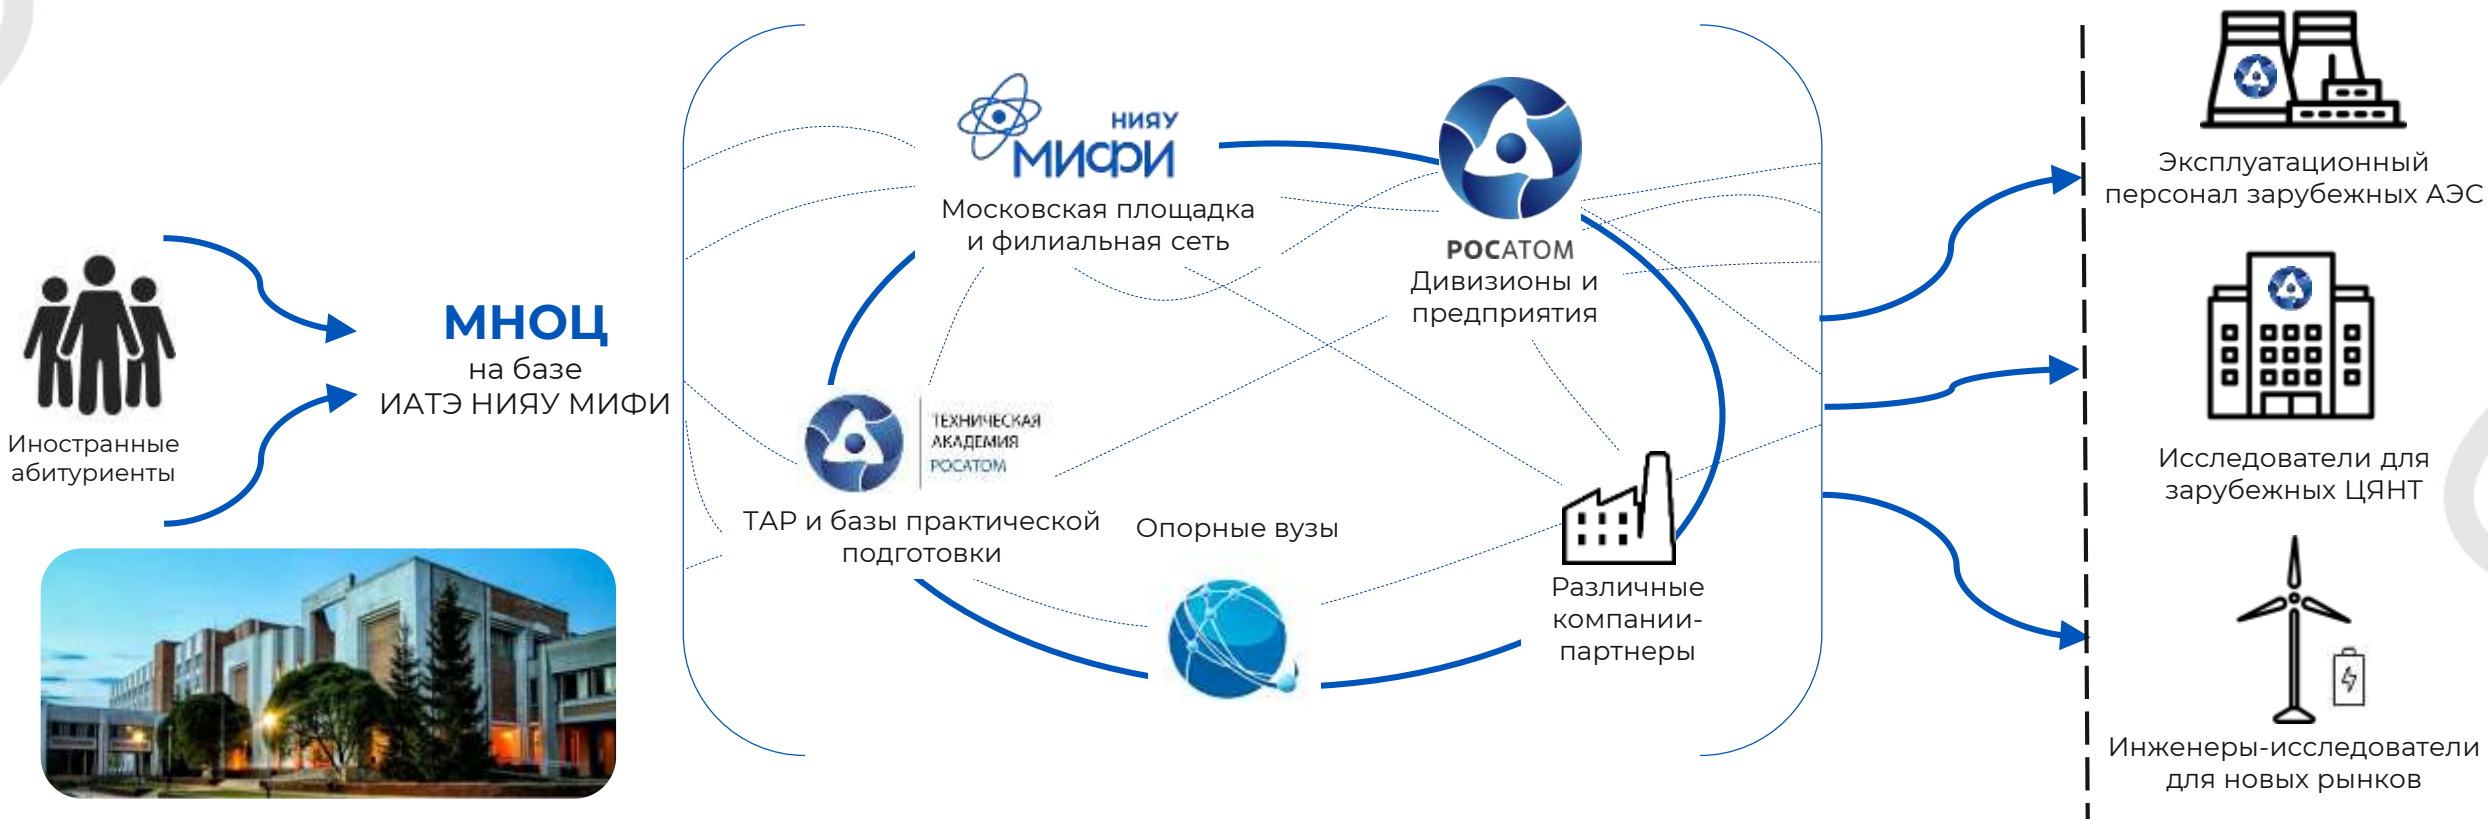 Иностранные
абитуриенты
МНОЦ
на базе
ИАТЭ НИЯУ МИФИ
НИЯУ
МИФИ
Московская площадка
и филиальная сеть
РОСАТОМ
Дивизионы и
предприятия
ТЕХНИЧЕСКАЯ
АКАДЕМИЯ
РОСАТОМ
ТАР и базы практической
подготовки
Опорные вузы
Различные
компании-
партнеры
Эксплуатационный
персонал зарубежных АЭС
Исследователи для
зарубежных ЦЯНТ
Инженеры-исследователи
для новых рынков